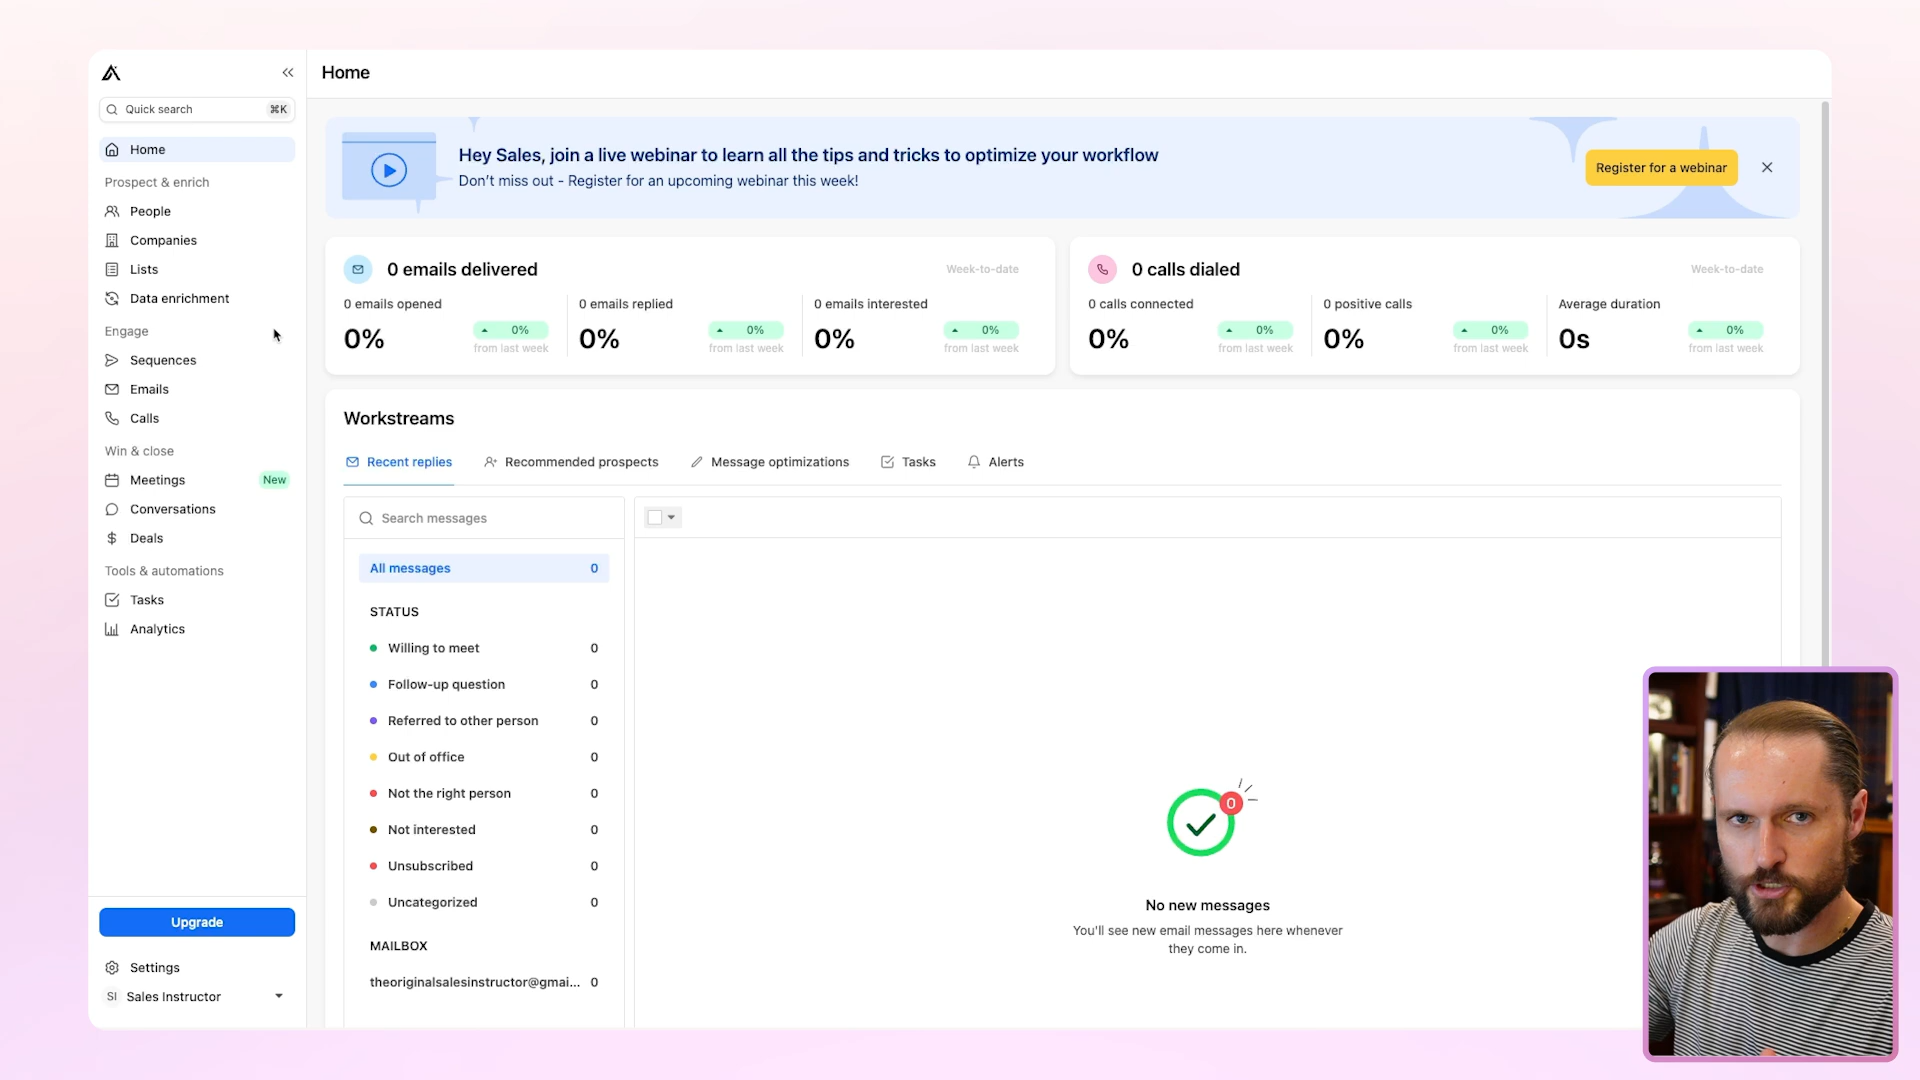 Home
Quick search
⌘K
Home
Prospect & enrich
People
Companies
Lists
Data enrichment
Engage
Sequences
Emails
Calls
Win & close
Meetings
New
Conversations
Deals
Tools & automations
Tasks
Analytics
Upgrade
Settings
SI Sales Instructor
Hey Sales, join a live webinar to learn all the tips and tricks to optimize your workflow
Don't miss out - Register for an upcoming webinar this week!
Register for a webinar
0 emails delivered
Week-to-date
0 emails opened
0%
0%
from last week
0 emails replied
0%
0%
from last week
0 emails interested
0%
0%
from last week
0 calls dialed
Week-to-date
0 calls connected
0%
0%
from last week
0 positive calls
0%
0%
from last week
Average duration
0s
0%
from last week
Workstreams
Recent replies
Recommended prospects
Message optimizations
Tasks
Alerts
Search messages
All messages 0
STATUS
Willing to meet 0
Follow-up question 0
Referred to other person 0
Out of office 0
Not the right person 0
Not interested 0
Unsubscribed 0
Uncategorized 0
MAILBOX
theoriginalsalesinstructor@gmai... 0
0
No new messages
You'll see new email messages here whenever
they come in.